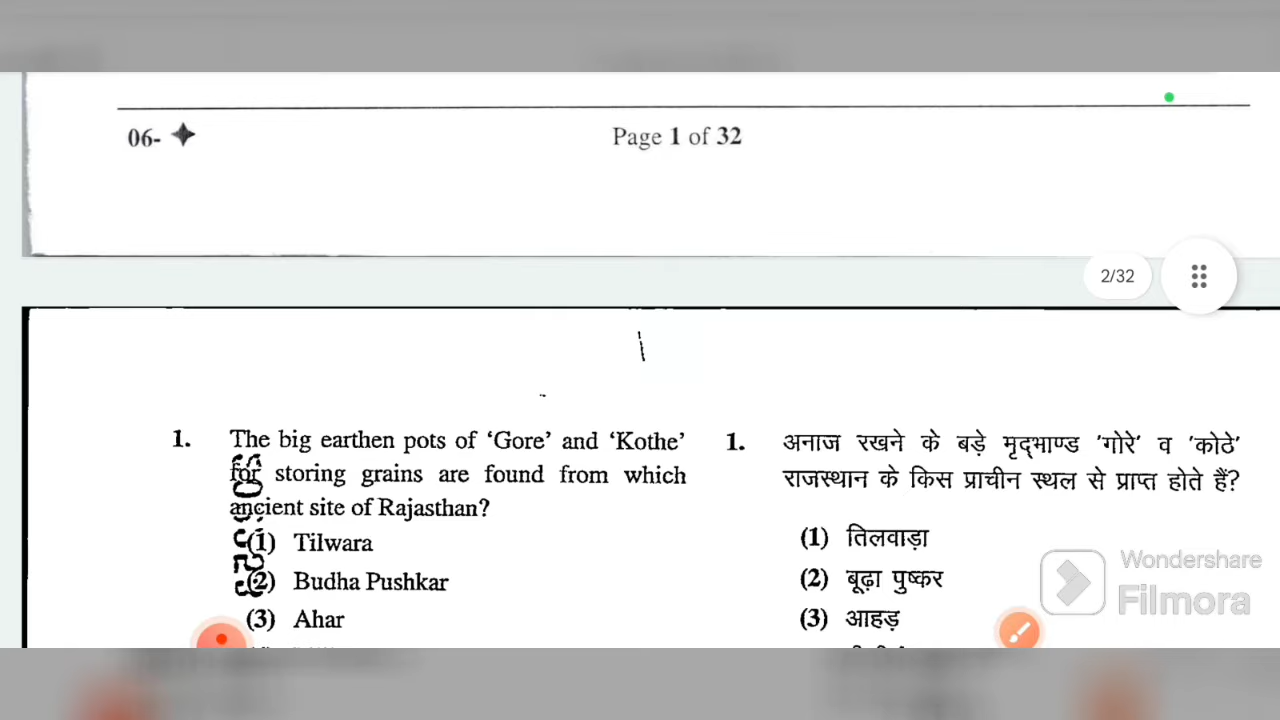 06-
Page 1 of 32
2/32
1. The big earthen pots of ‘Gore’ and ‘Kothe’
for storing grains are found from which
ancient site of Rajasthan?
(1) Tilwara
(2) Budha Pushkar
(3) Ahar
1. अनाज रखने के बड़े मृद्भाण्ड 'गोरे' व 'कोठे'
राजस्थान के किस प्राचीन स्थल से प्राप्त होते हैं?
(1) तिलवाड़ा
(2) बूढ़ा पुष्कर
(3) आहड़
Wondershare
Filmora